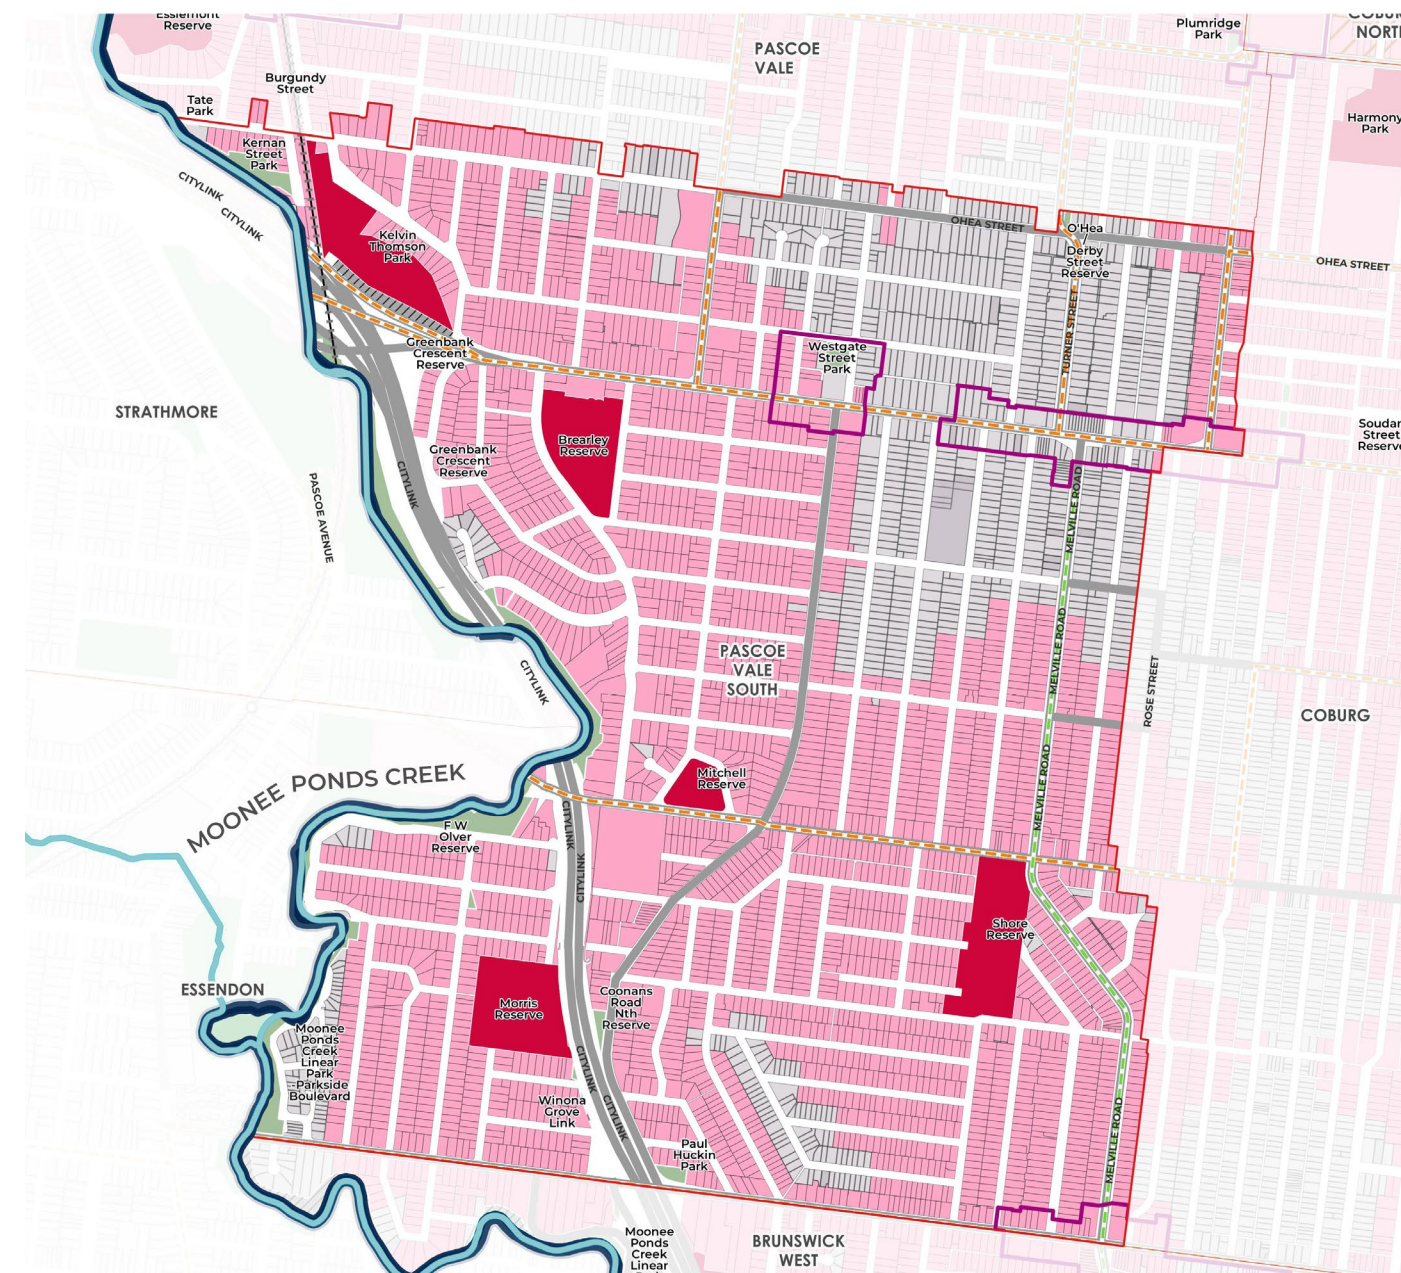 Esslemont
Reserve
Plumridge
Park
NORTH
PASCOE
VALE
Burgundy
Street
Tate
Park
Harmony
Park
Kernan
Street
Park
CITYLINK
CITYLINK
Kelvin
Thomson
Park
OHEA STREET
O'Hea
Derby
Street
Reserve
OHEA STREET
TURNER STREET
Greenbank
Crescent
Reserve
Westgate
Street
Park
STRATHMORE
Brearley
Reserve
Soudan
Street
Reserve
Greenbank
Crescent
Reserve
CITYLINK
PASCOE AVENUE
MELVILLE ROAD
MELVILLE ROAD
PASCOE
VALE
SOUTH
MELVILLE ROAD
ROSE STREET
CITYLINK
COBURG
MOONEE PONDS CREEK
Mitchell
Reserve
MELVILLE ROAD
F W
Olver
Reserve
CITYLINK
CITYLINK
Shore
Reserve
ESSENDON
Morris
Reserve
Coonans
Road
Nth
Reserve
Moonee
Ponds
Creek
Linear
Park
-Parkside
Boulevard
CITYLINK
CITYLINK
Winona
Grove
Link
Paul
Huckin
Park
MELVILLE ROAD
BRUNSWICK
WEST
Moonee
Ponds
Creek
Linear